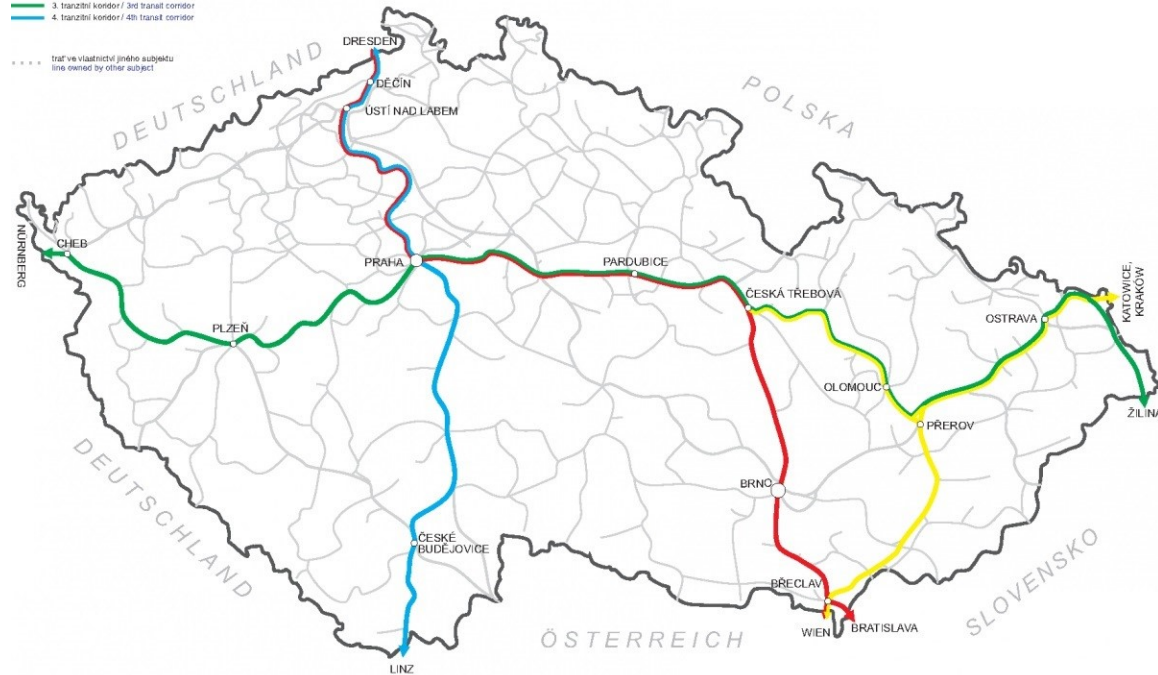 3. tranzitní koridor / 3rd transit corridor
4. tranzitní koridor / 4th transit corridor
trať ve vlastnictví jiného subjektu
line owned by other subject
DEUTSCHLAND
DRESDEN
DĚČÍN
ÚSTÍ NAD LABEM
POLSKA
NÜRNBERG
CHEB
PRAHA
PARDUBICE
ČESKÁ TŘEBOVÁ
KATOWICE,
KRAKÓW
OSTRAVA
PLZEŇ
OLOMOUC
ŽILINA
PŘEROV
DEUTSCHLAND
BRNO
ČESKÉ
BUDĚJOVICE
SLOVENSKO
BŘECLAV
WIEN
BRATISLAVA
ÖSTERREICH
LINZ